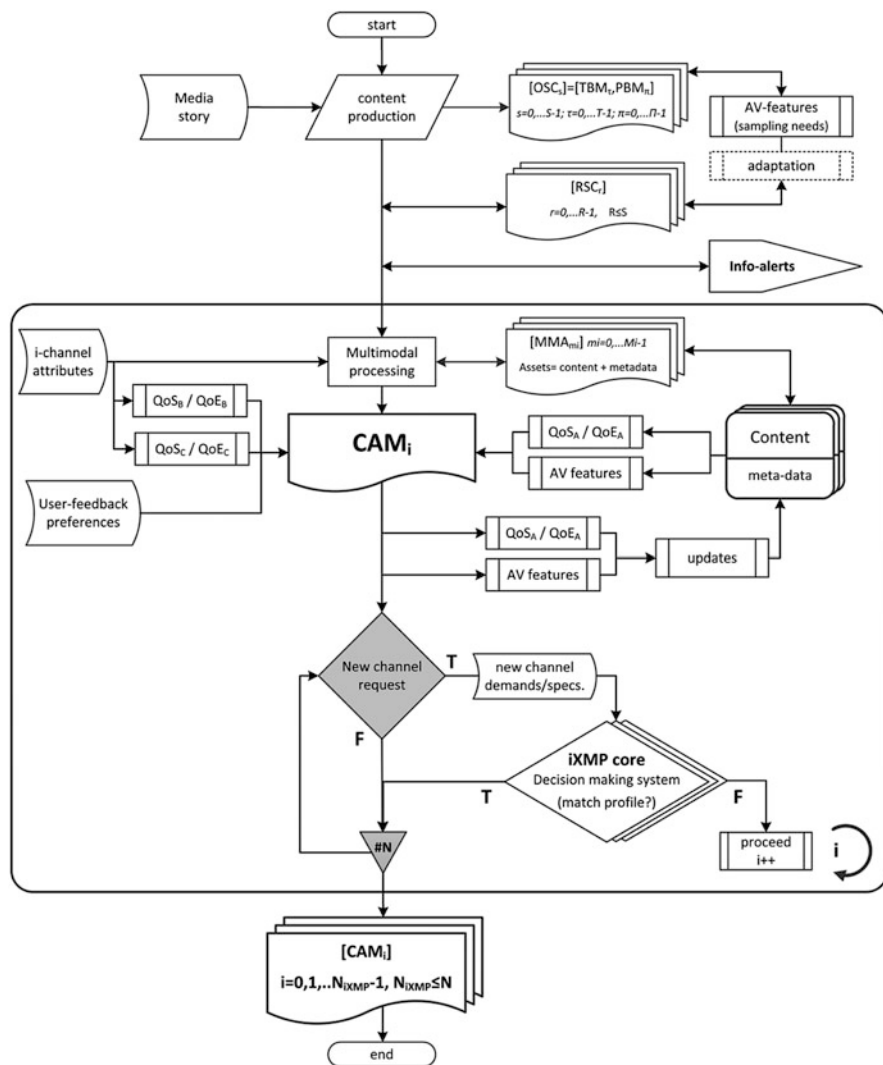 start
Media
story
content
production
[OSCs]=[TBMτ,PBMπ]
s=0,...S-1; τ=0,...T-1; π=0,...Π-1
AV-features
(sampling needs)
adaptation
[RSCr]
r=0,...R-1, R≤S
Info-alerts
i-channel
attributes
Multimodal
processing
[MMAmi] mi=0,...Mi-1
Assets= content + metadata
QoSB / QoEB
QoSC / QoEC
CAMi
QoSA / QoEA
AV features
Content
meta-data
User-feedback
preferences
QoSA / QoEA
AV features
updates
New channel
request
T
new channel
demands/specs.
F
iXMP core
Decision making system
(match profile?)
T
F
#N
proceed
i++
i
[CAMi]
i=0,1,..NiXMP-1, NiXMP≤N
end